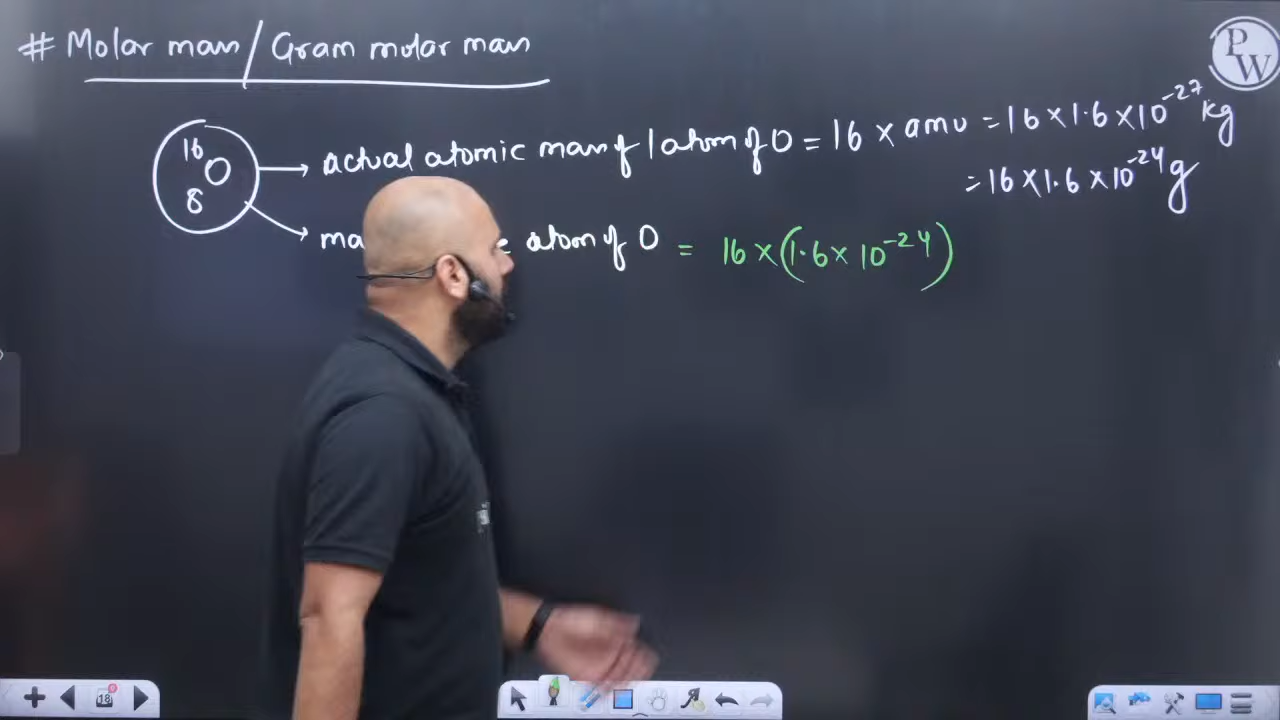 # Molar mass / Gram molar mass
PW
16
O
8
actual atomic mass of 1 atom of O = 16 × amu = 16 × 1.6 × 10⁻²⁷ kg
= 16 × 1.6 × 10⁻²⁴ g
atom of O = 16 × (1.6 × 10⁻²⁴)
18